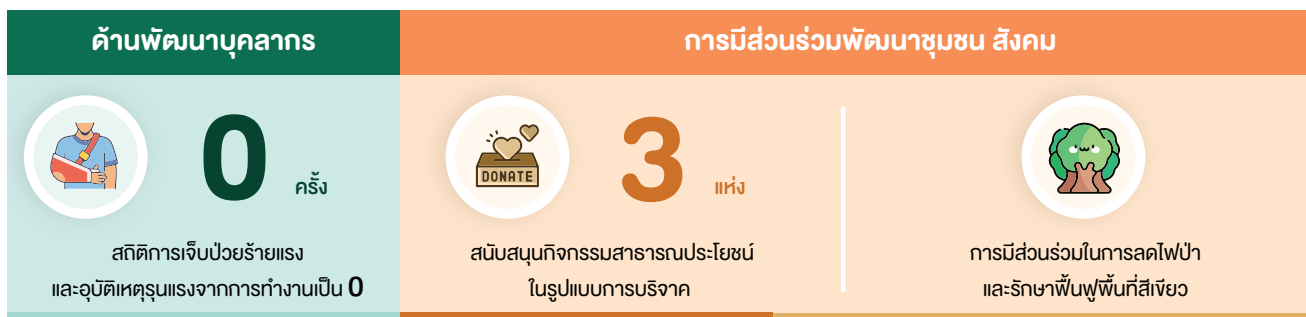 ด้านพัฒนาบุคลากร
0 ครั้ง
สถิติการเจ็บป่วยร้ายแรง
และอุบัติเหตุรุนแรงจากการทำงานเป็น 0
การมีส่วนร่วมพัฒนาชุมชน สังคม
DONATE
3 แห่ง
สนับสนุนกิจกรรมสาธารณประโยชน์
ในรูปแบบการบริจาค
การมีส่วนร่วมในการลดไฟป่า
และรักษาฟื้นฟูพื้นที่สีเขียว